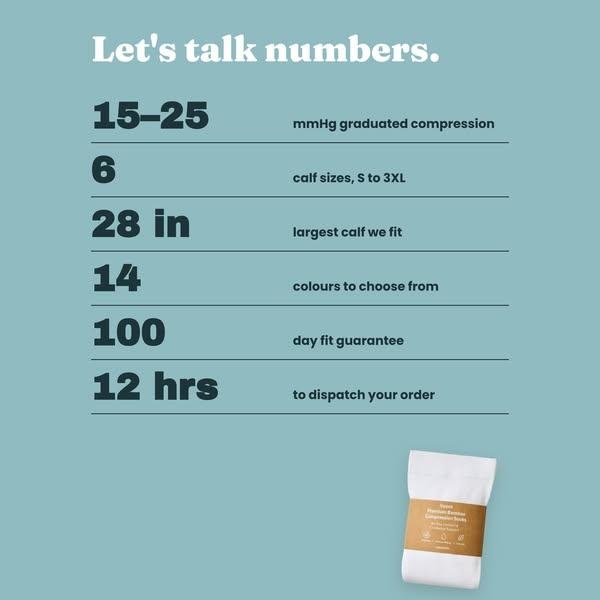 Let's talk numbers.
15–25 mmHg graduated compression
6 calf sizes, S to 3XL
28 in largest calf we fit
14 colours to choose from
100 day fit guarantee
12 hrs to dispatch your order
Premium Bamboo
Compression Socks